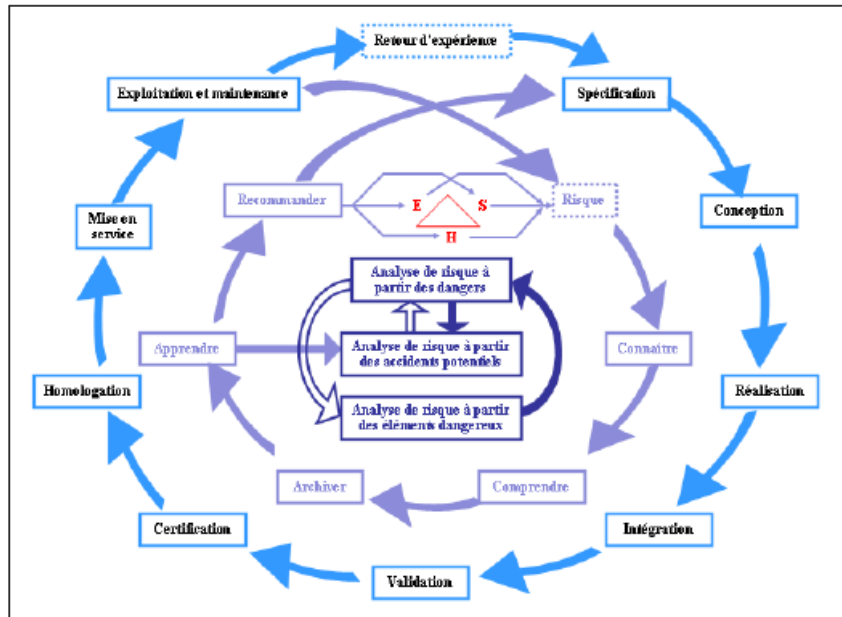 Retour d'expérience
Exploitation et maintenance
Spécification
Recommander
E
S
Risque
Mise en
service
H
Conception
Analyse de risque à
partir des dangers
Apprendre
Analyse de risque à partir
des accidents potentiels
Connaître
Homologation
Analyse de risque à partir
des éléments dangereux
Réalisation
Archiver
Comprendre
Certification
Intégration
Validation